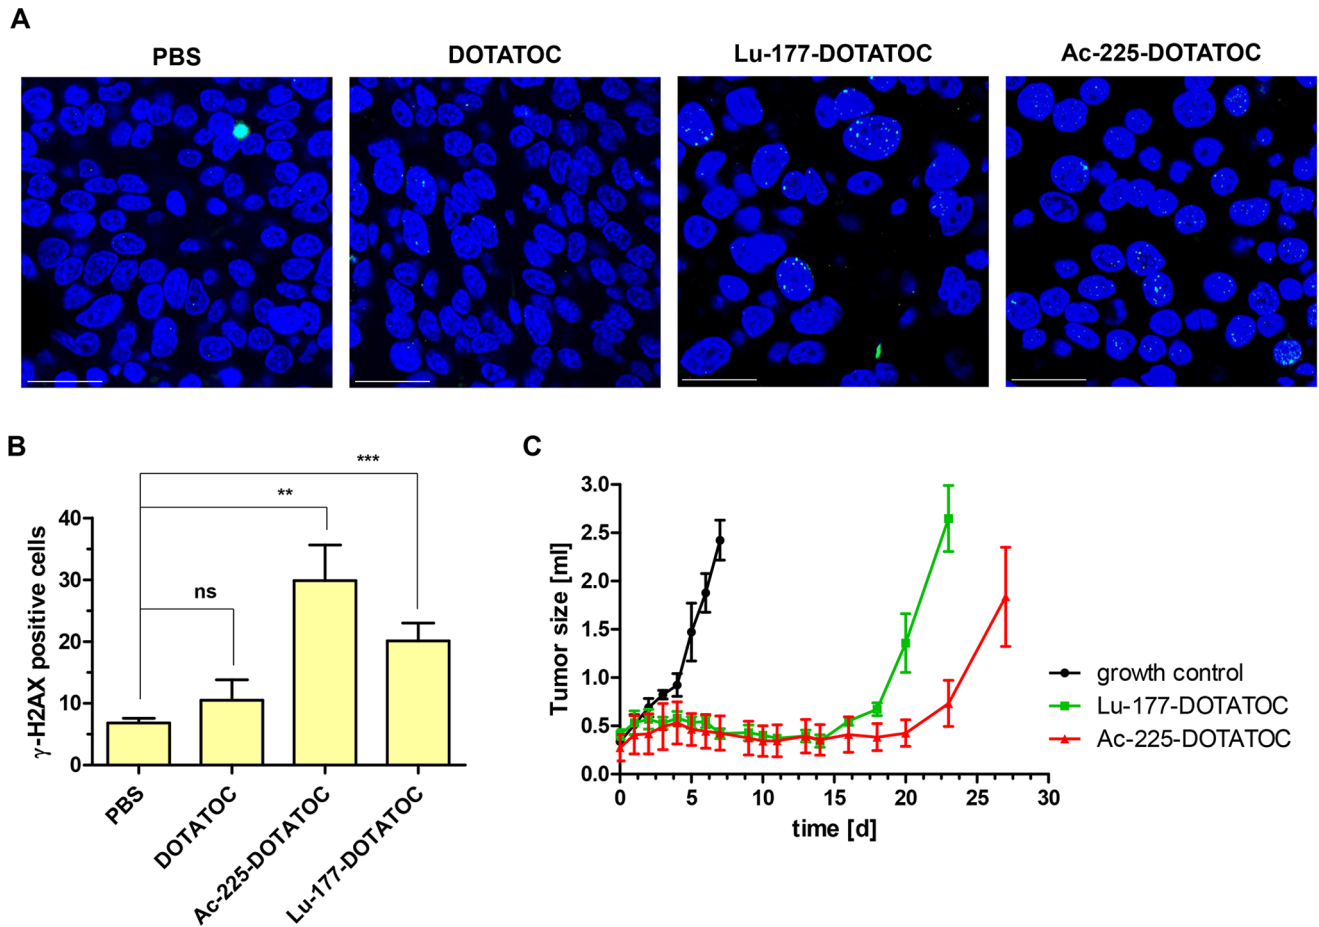 A
PBS
DOTATOC
Lu-177-DOTATOC
Ac-225-DOTATOC
B
***
**
ns
γ-H2AX positive cells
40
30
20
10
0
PBS
DOTATOC
Ac-225-DOTATOC
Lu-177-DOTATOC
C
Tumor size [ml]
3.0
2.5
2.0
1.5
1.0
0.5
0.0
0
5
10
15
20
25
30
time [d]
growth control
Lu-177-DOTATOC
Ac-225-DOTATOC